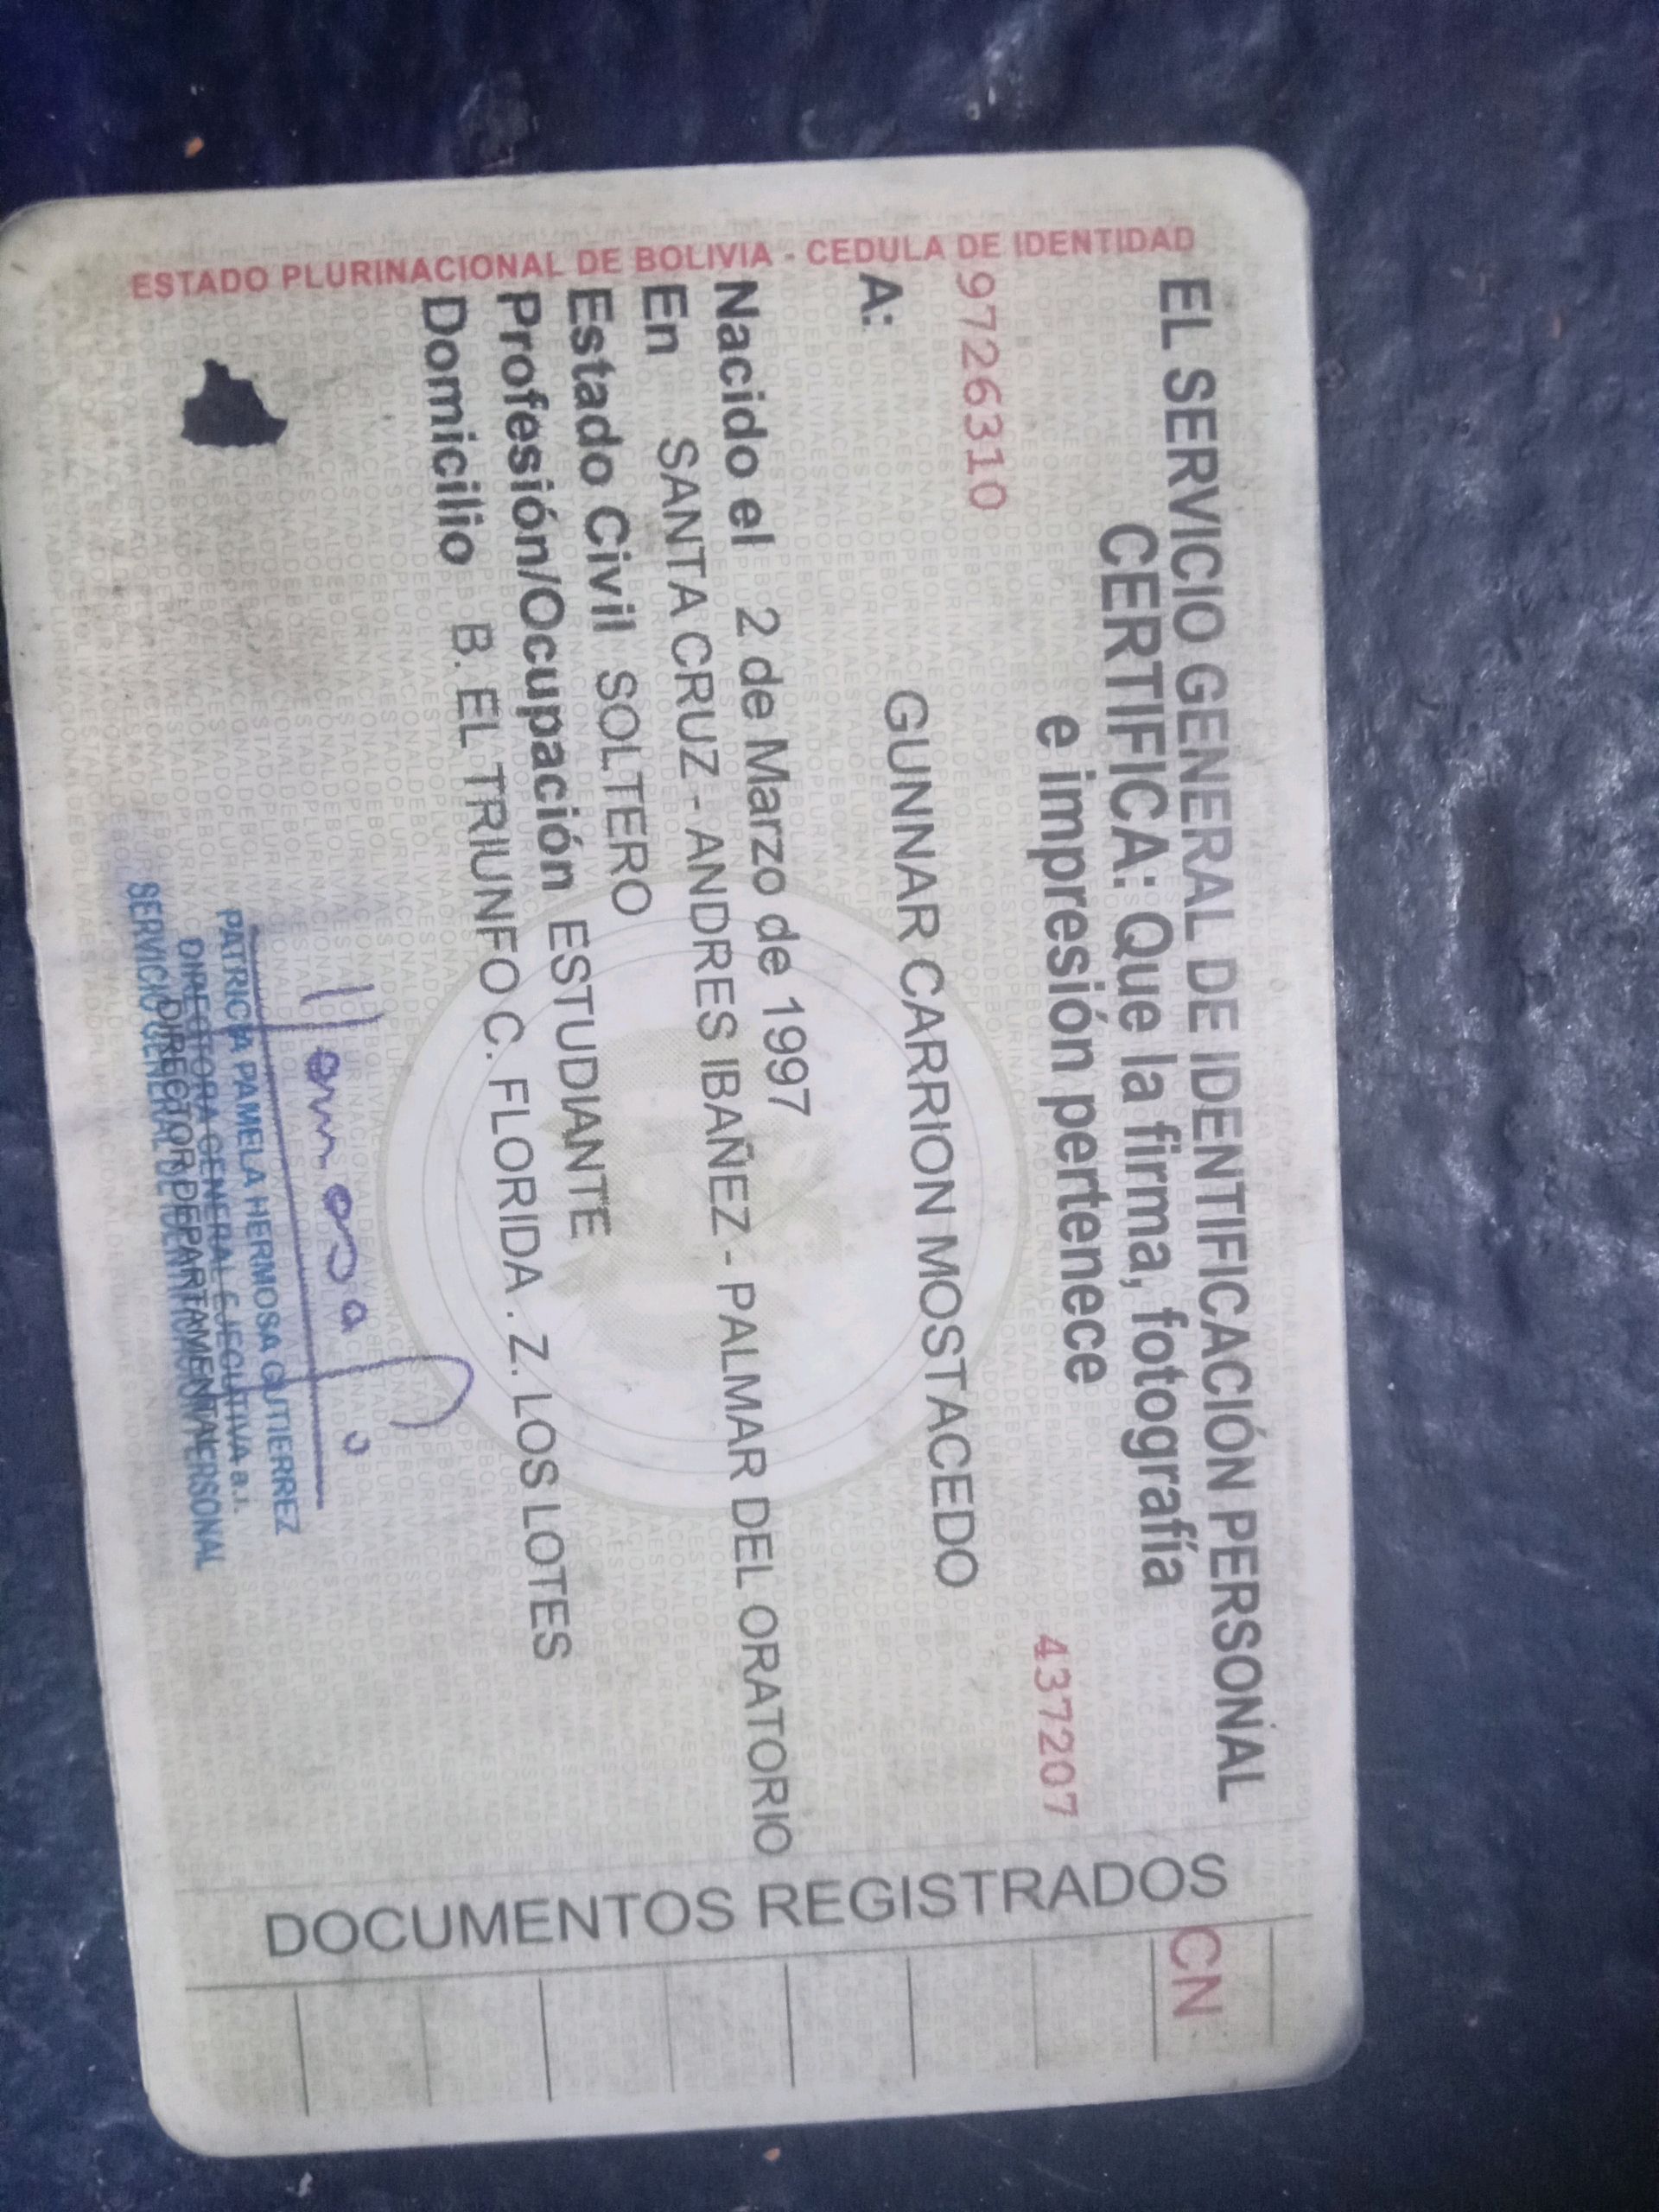 ESTADO PLURINACIONAL DE BOLIVIA - CEDULA DE IDENTIDAD
EL SERVICIO GENERAL DE IDENTIFICACIÓN PERSONAL
CERTIFICA: Que la firma, fotografía
e impresión pertenece
9726310
437207
A: GUNNAR CARRION MOSTACEDO
Nacido el 2 de Marzo de 1997
En SANTA CRUZ - ANDRES IBAÑEZ - PALMAR DEL ORATORIO
Estado Civil SOLTERO
Profesión/Ocupación ESTUDIANTE
Domicilio B. EL TRIUNFO C. FLORIDA . Z. LOS LOTES
PATRICIA PAMELA HERMOSA GUTIERREZ
DIRECTORA GENERAL EJECUTIVA a.i.
SERVICIO GENERAL DE IDENTIFICACION PERSONAL
DIRECTOR DEPARTAMENTAL
DOCUMENTOS REGISTRADOS
CN